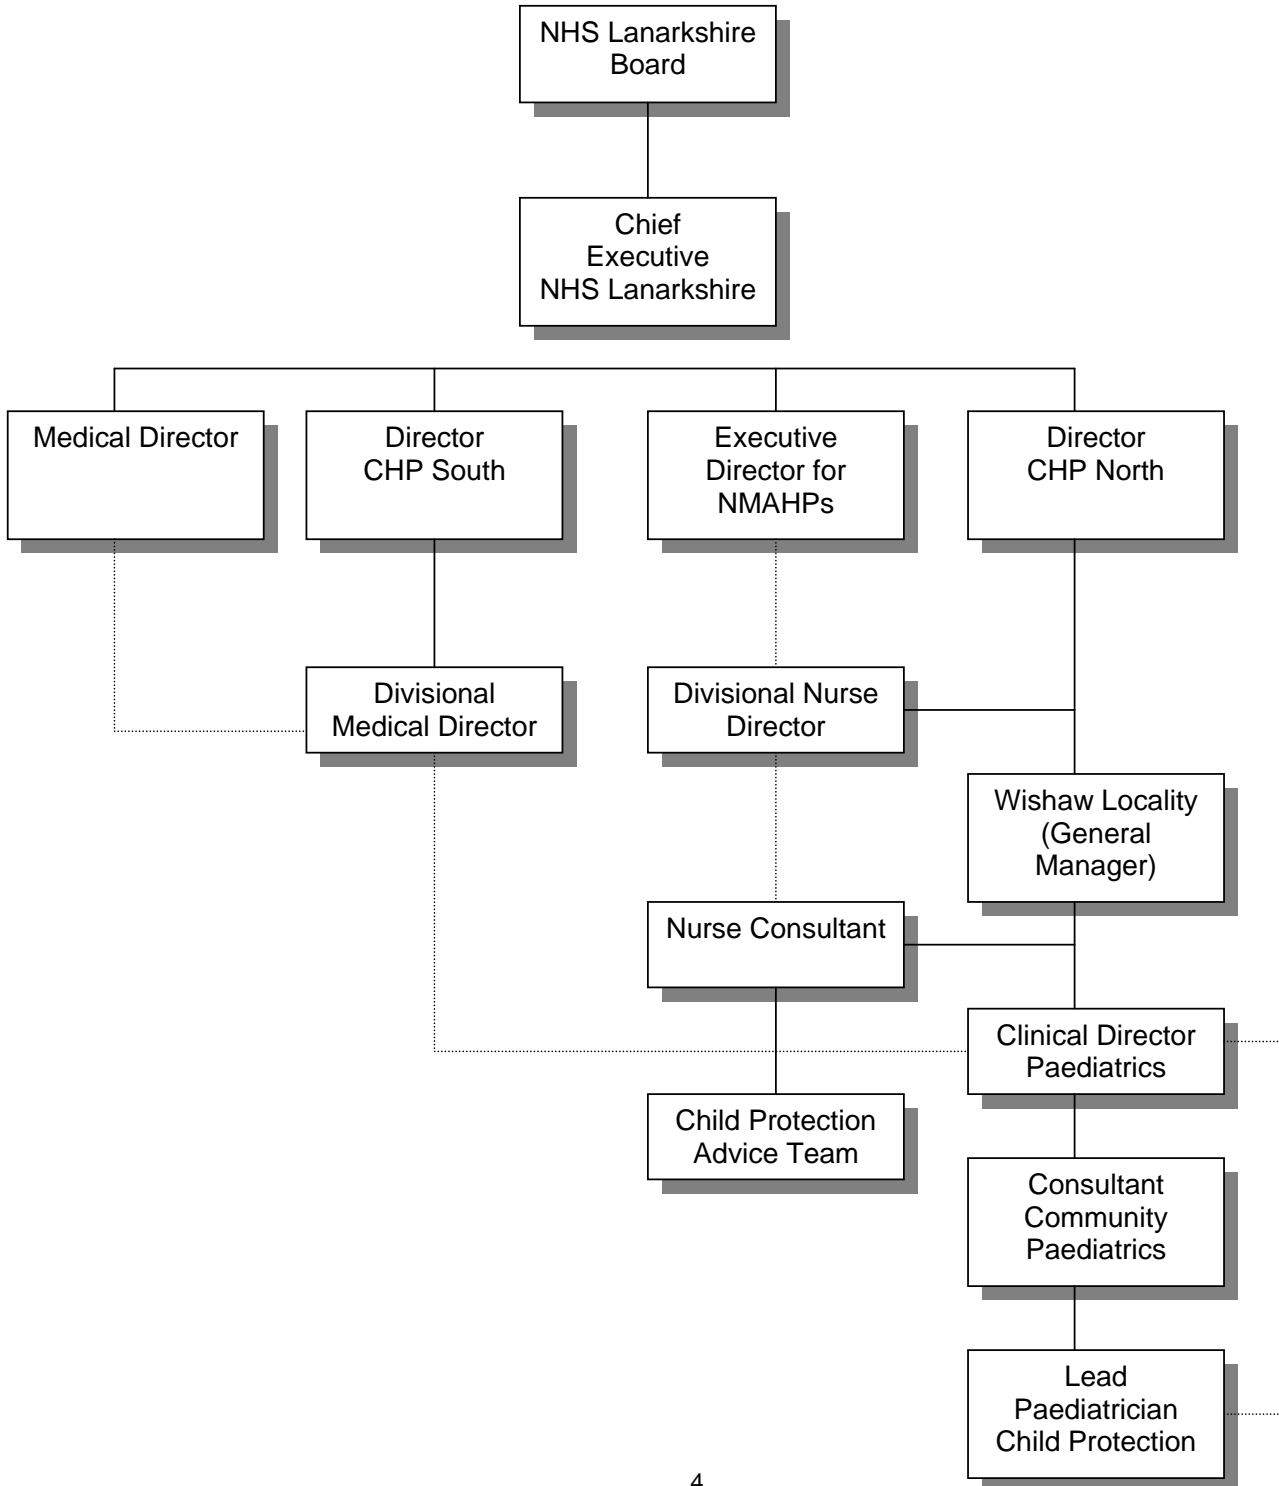 NHS Lanarkshire
Board
Chief
Executive
NHS Lanarkshire
Medical Director
Director
CHP South
Executive
Director for
NMAHPs
Director
CHP North
Divisional
Medical Director
Divisional Nurse
Director
Wishaw Locality
(General
Manager)
Nurse Consultant
Clinical Director
Paediatrics
Child Protection
Advice Team
Consultant
Community
Paediatrics
Lead
Paediatrician
Child Protection
4